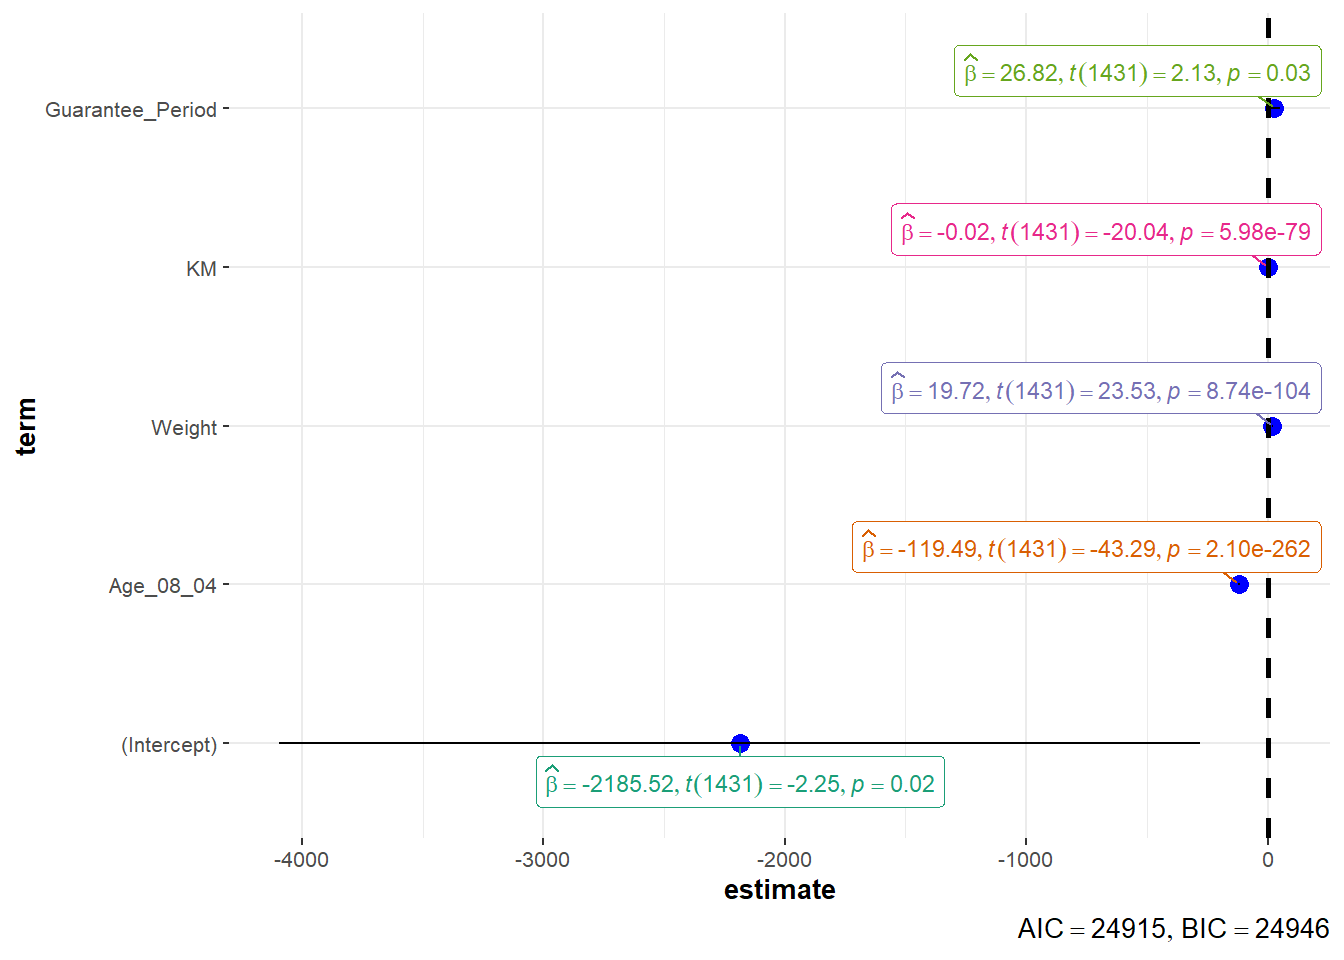 β̂ = 26.82, t(1431) = 2.13, p = 0.03
Guarantee_Period
β̂ = -0.02, t(1431) = -20.04, p = 5.98e-79
KM
β̂ = 19.72, t(1431) = 23.53, p = 8.74e-104
Weight
term
β̂ = -119.49, t(1431) = -43.29, p = 2.10e-262
Age_08_04
(Intercept)
β̂ = -2185.52, t(1431) = -2.25, p = 0.02
-4000 -3000 -2000 -1000 0
estimate
AIC = 24915, BIC = 24946